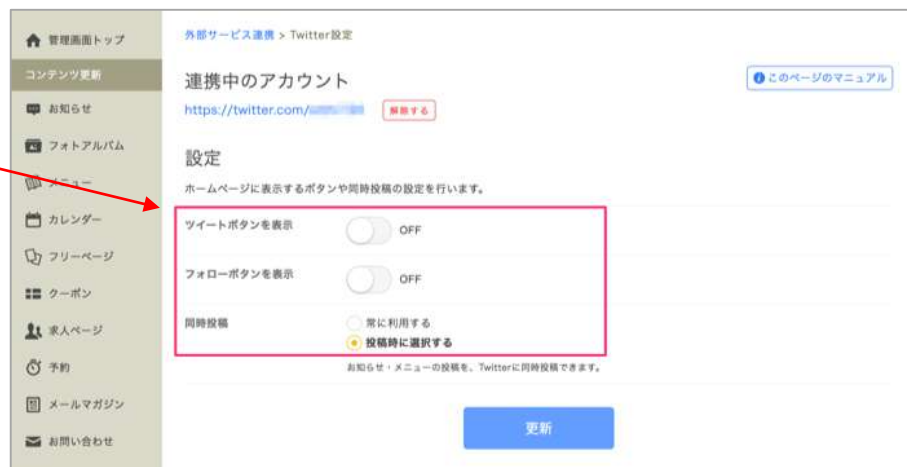 管理画面トップ
コンテンツ更新
お知らせ
フォトアルバム
メニュー
カレンダー
フリーページ
クーポン
求人ページ
予約
メールマガジン
お問い合わせ
外部サービス連携 > Twitter設定
連携中のアカウント
このページのマニュアル
https://twitter.com/
解除する
設定
ホームページに表示するボタンや同時投稿の設定を行います。
ツイートボタンを表示 OFF
フォローボタンを表示 OFF
同時投稿 常に利用する
投稿時に選択する
お知らせ・メニューの投稿を、Twitterに同時投稿できます。
更新